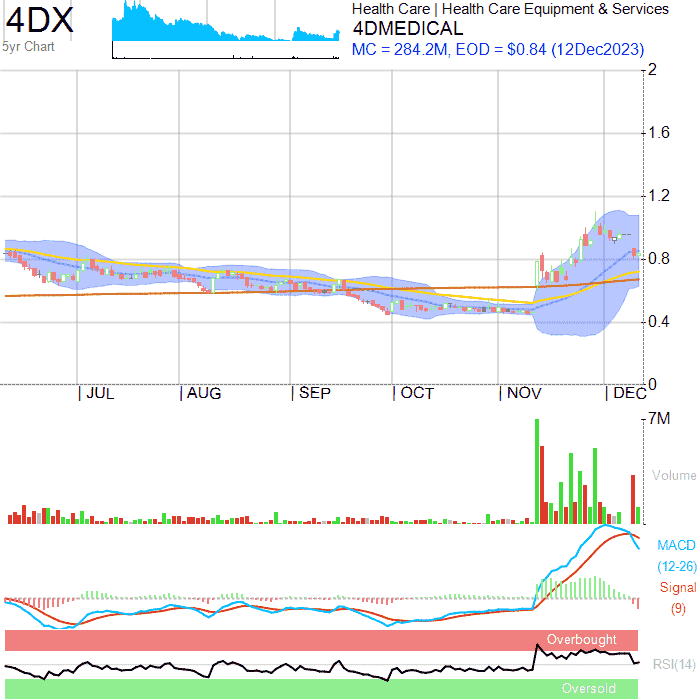 4DX
5yr Chart
Health Care | Health Care Equipment & Services
4DMEDICAL
MC = 284.2M, EOD = $0.84 (12Dec2023)
2
1.6
1.2
0.8
0.4
0
| JUL | AUG | SEP | OCT | NOV | DEC
7M
Volume
MACD
(12-26)
Signal
(9)
Overbought
RSI(14)
Oversold